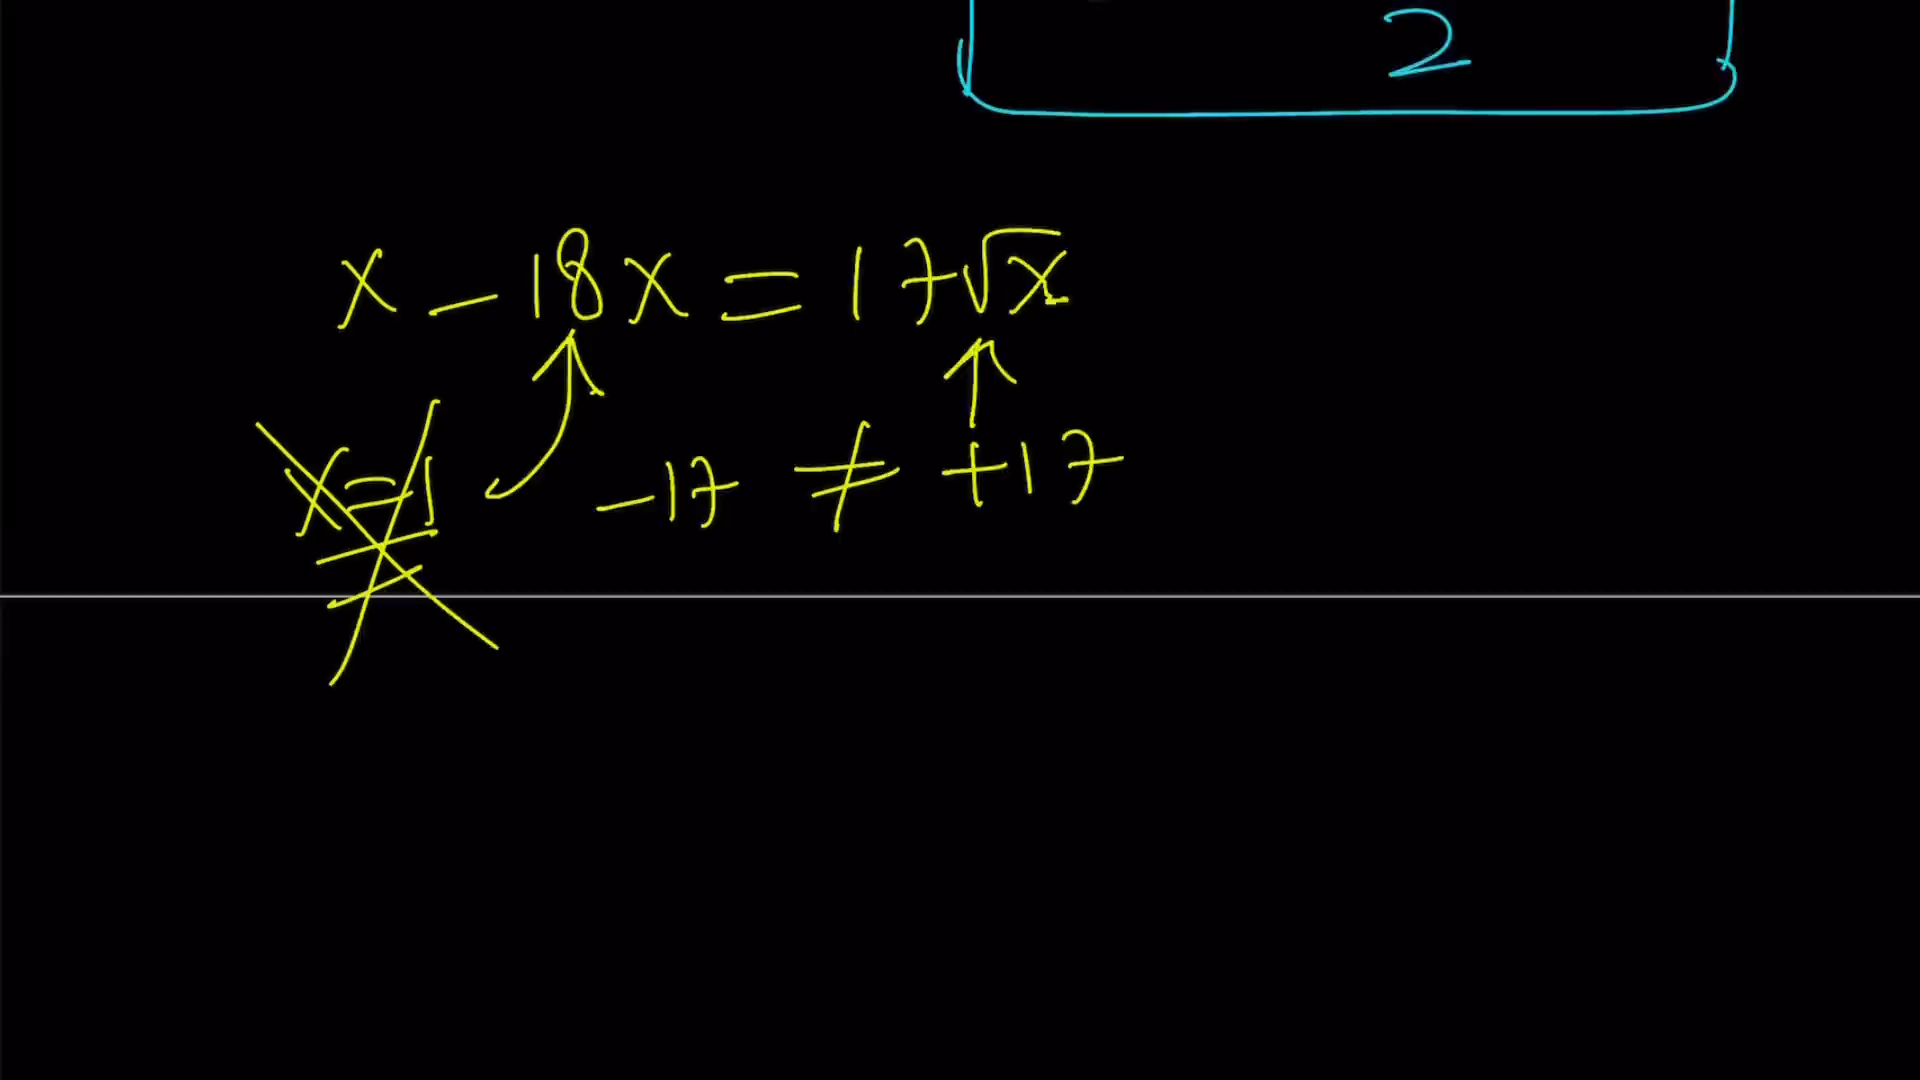 2
x - 18x = 17√x
x = 1 -17 ≠ +17